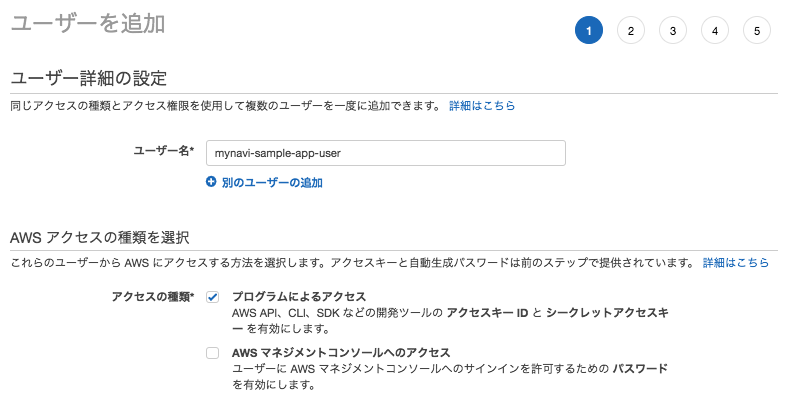 ユーザーを追加
1 2 3 4 5
ユーザー詳細の設定
同じアクセスの種類とアクセス権限を使用して複数のユーザーを一度に追加できます。 詳細はこちら
ユーザー名* mynavi-sample-app-user
別のユーザーの追加
AWS アクセスの種類を選択
これらのユーザーから AWS にアクセスする方法を選択します。アクセスキーと自動生成パスワードは前のステップで提供されています。 詳細はこちら
アクセスの種類* プログラムによるアクセス
AWS API、CLI、SDK などの開発ツールの アクセスキー ID と シークレットアクセスキ
ー を有効にします。
AWS マネジメントコンソールへのアクセス
ユーザーに AWS マネジメントコンソールへのサインインを許可するための パスワード
を有効にします。